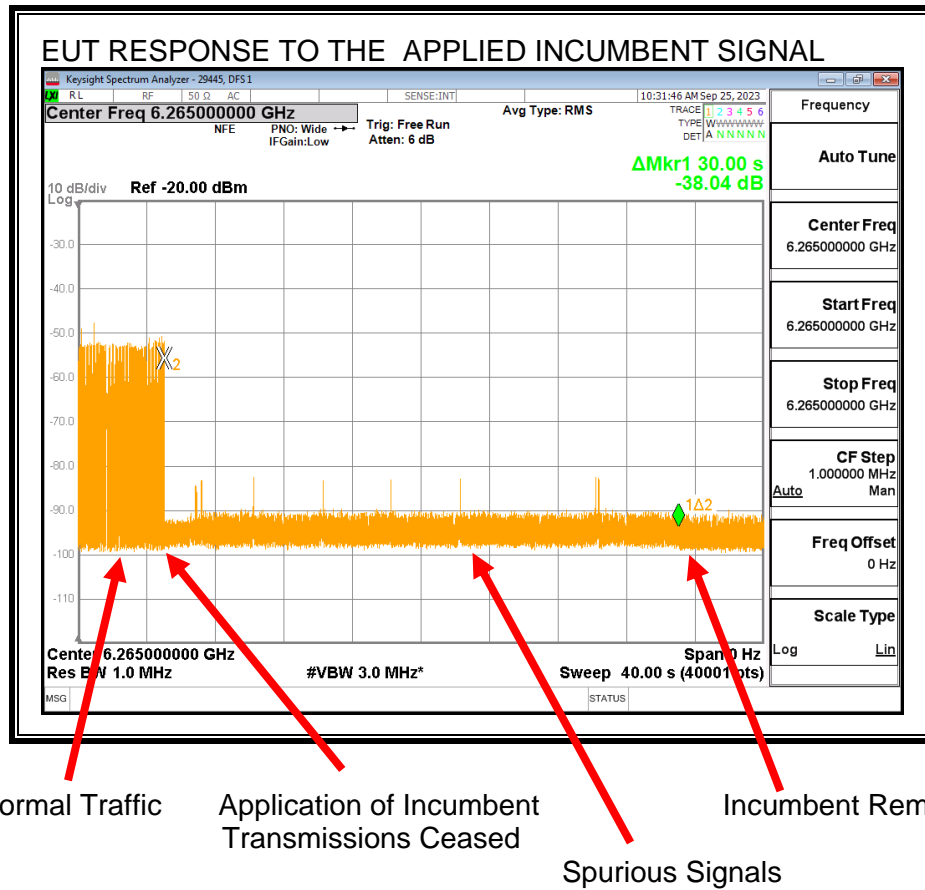 EUT RESPONSE TO THE APPLIED INCUMBENT SIGNAL
Keysight Spectrum Analyzer - 29445, DFS 1
LXI RL RF 50 Ω AC SENSE:INT 10:31:46 AM Sep 25, 2023
Center Freq 6.265000000 GHz
NFE PNO: Wide
IFGain:Low
Trig: Free Run
Atten: 6 dB
Avg Type: RMS
TRACE 1 2 3 4 5 6
TYPE WWWWWW
DET A N N N N N
ΔMkr1 30.00 s
-38.04 dB
10 dB/div Ref -20.00 dBm
Log
-30.0
-40.0
-50.0
-60.0
-70.0
-80.0
-90.0
-100
-110
X2
1Δ2
Center 6.265000000 GHz Span 0 Hz
Res BW 1.0 MHz #VBW 3.0 MHz* Sweep 40.00 s (40001 pts)
MSG STATUS
Frequency
Auto Tune
Center Freq
6.265000000 GHz
Start Freq
6.265000000 GHz
Stop Freq
6.265000000 GHz
CF Step
1.000000 MHz
Auto Man
Freq Offset
0 Hz
Scale Type
Log Lin
ormal Traffic
Application of Incumbent
Transmissions Ceased
Incumbent Rem
Spurious Signals